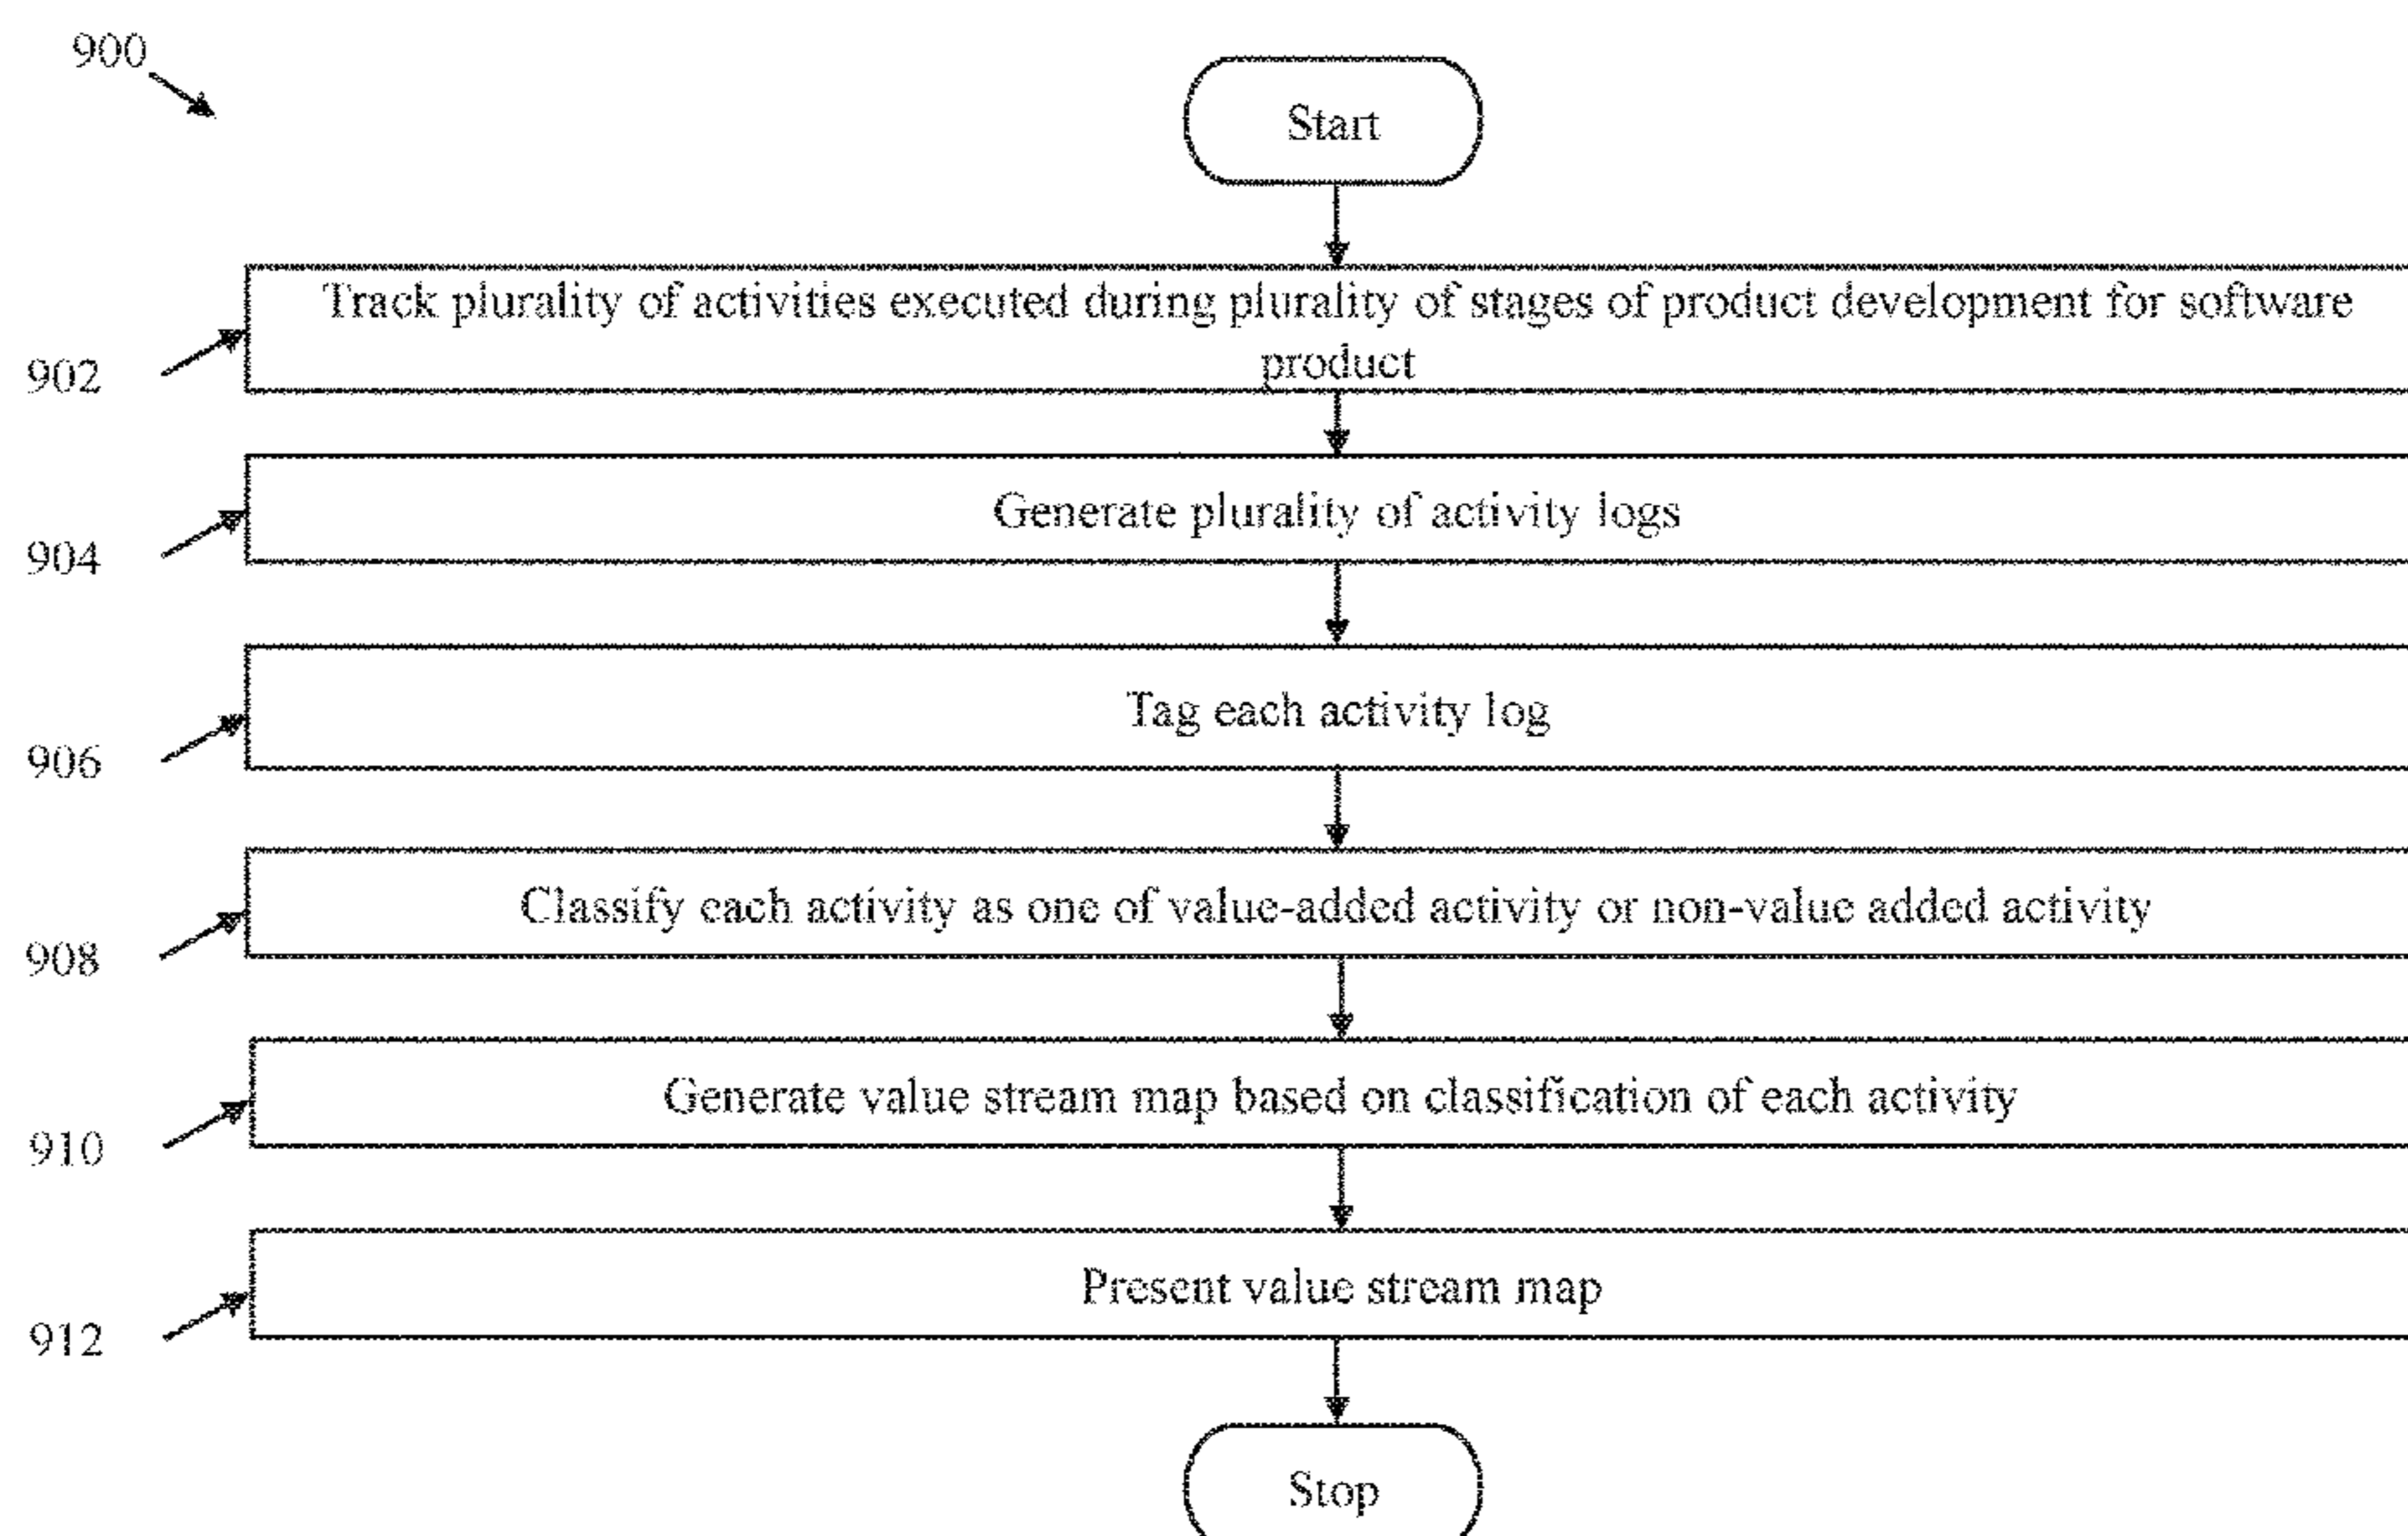 900
Start
Track plurality of activities executed during plurality of stages of product development for software
product
902
Generate plurality of activity logs
904
Tag each activity log
906
Classify each activity as one of value-added activity or non-value added activity
908
Generate value stream map based on classification of each activity
910
Present value stream map
912
Stop